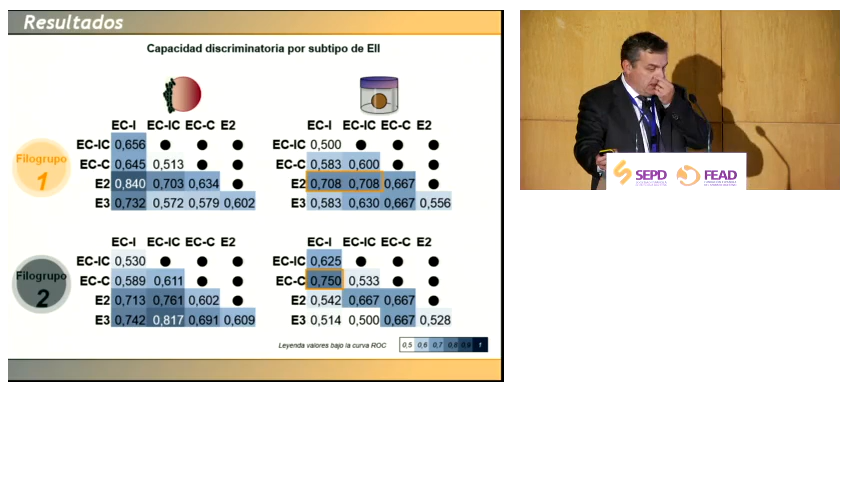 Resultados
Capacidad discriminatoria por subtipo de EII
EC-I EC-IC EC-C E2
EC-IC 0,656
EC-C 0,645 0,513
E2 0,840 0,703 0,634
E3 0,732 0,572 0,579 0,602
EC-I EC-IC EC-C E2
EC-IC 0,500
EC-C 0,583 0,600
E2 0,708 0,708 0,667
E3 0,583 0,630 0,667 0,556
Filogrupo
1
EC-I EC-IC EC-C E2
EC-IC 0,530
EC-C 0,589 0,611
E2 0,713 0,761 0,602
E3 0,742 0,817 0,691 0,609
EC-I EC-IC EC-C E2
EC-IC 0,625
EC-C 0,750 0,533
E2 0,542 0,667 0,667
E3 0,514 0,500 0,667 0,528
Filogrupo
2
Leyenda valores bajo la curva ROC
0,5 0,6 0,7 0,8 0,9 1
SEPD
FEAD